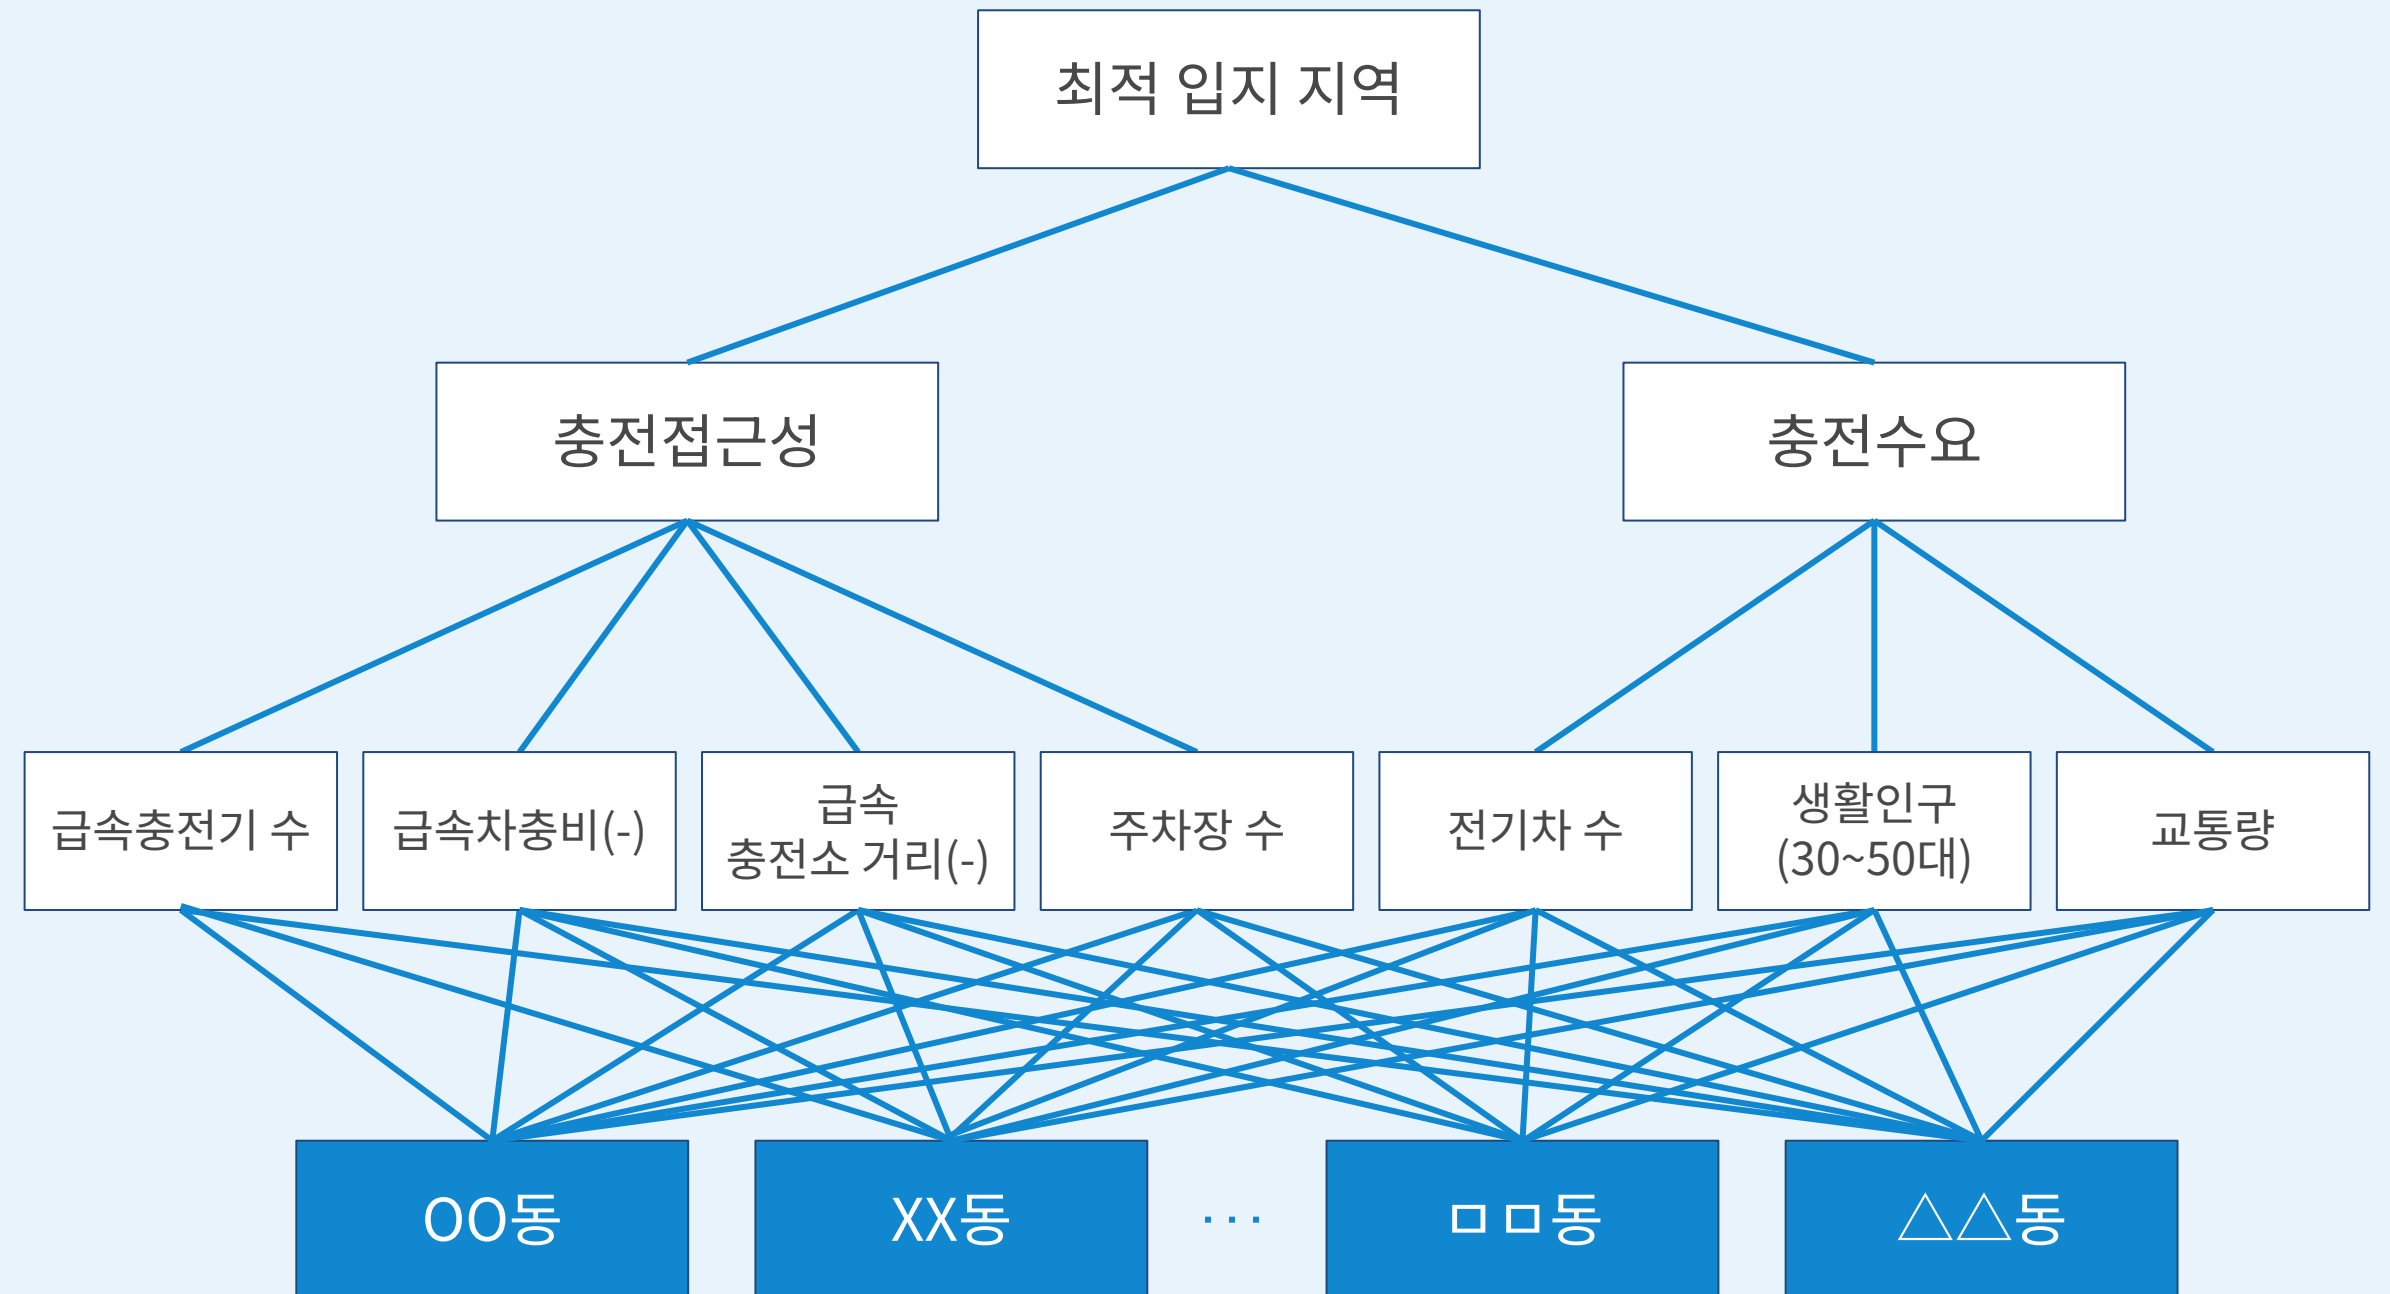 최적 입지 지역
충전접근성
충전수요
급속충전기 수
급속차충비(-)
급속
충전소 거리(-)
주차장 수
전기차 수
생활인구
(30~50대)
교통량
OO동
XX동
···
ㅁㅁ동
△△동